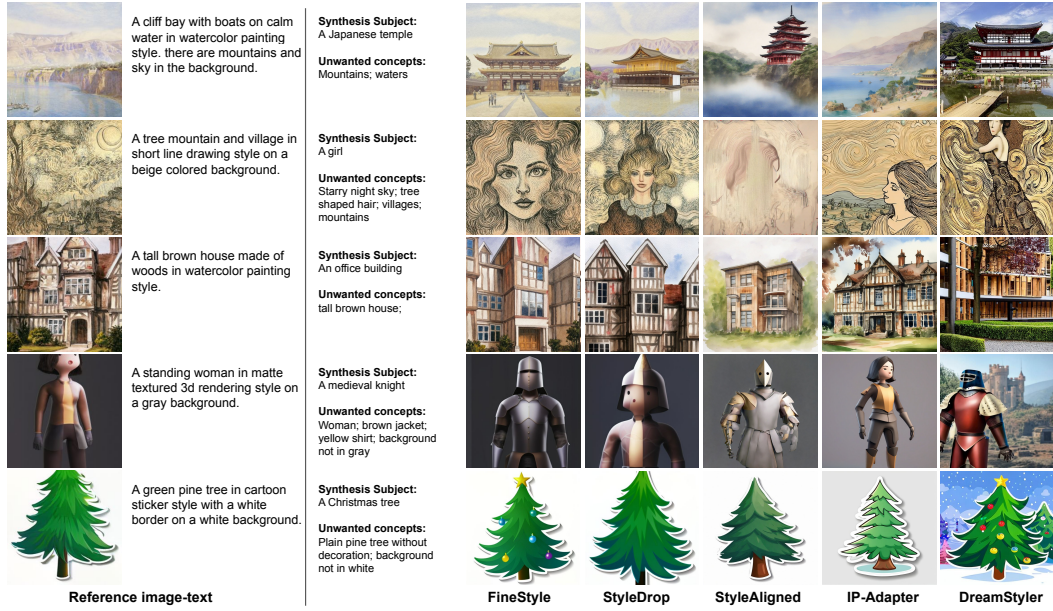 A cliff bay with boats on calm
water in watercolor painting
style. there are mountains and
sky in the background.
Synthesis Subject:
A Japanese temple
Unwanted concepts:
Mountains; waters
A tree mountain and village in
short line drawing style on a
beige colored background.
Synthesis Subject:
A girl
Unwanted concepts:
Starry night sky; tree
shaped hair; villages;
mountains
A tall brown house made of
woods in watercolor painting
style.
Synthesis Subject:
An office building
Unwanted concepts:
tall brown house;
A standing woman in matte
textured 3d rendering style on
a gray background.
Synthesis Subject:
A medieval knight
Unwanted concepts:
Woman; brown jacket;
yellow shirt; background
not in gray
A green pine tree in cartoon
sticker style with a white
border on a white background.
Synthesis Subject:
A Christmas tree
Unwanted concepts:
Plain pine tree without
decoration; background
not in white
Reference image-text
FineStyle
StyleDrop
StyleAligned
IP-Adapter
DreamStyler